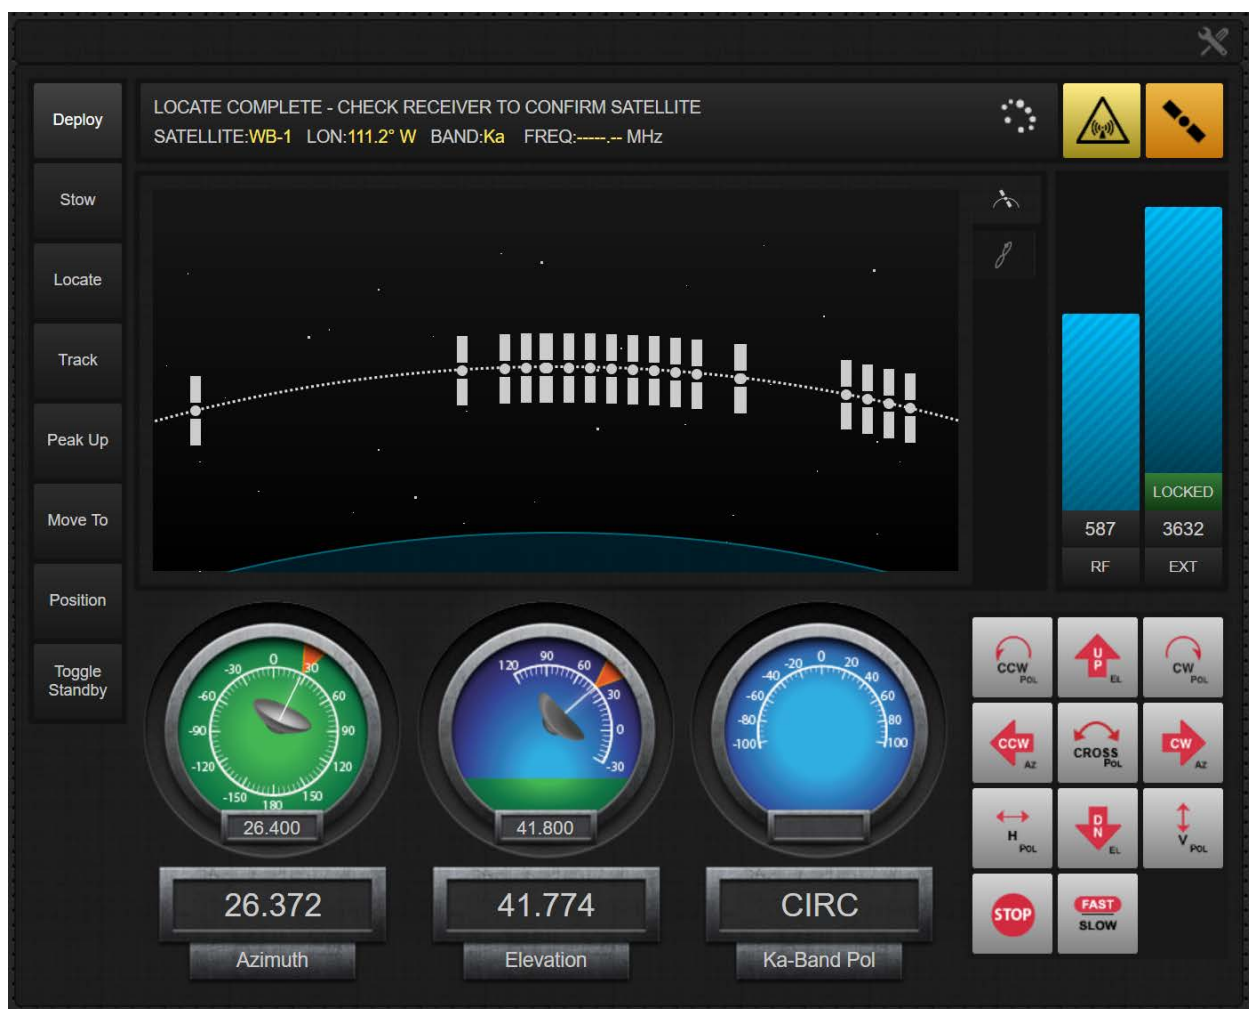 Deploy
LOCATE COMPLETE - CHECK RECEIVER TO CONFIRM SATELLITE
SATELLITE:WB-1 LON:111.2° W BAND:Ka FREQ:-----.-- MHz
Stow
Locate
Track
Peak Up
Move To
Position
Toggle
Standby
LOCKED
587
3632
RF
EXT
-150 -120 -90 -60 -30 0 30 60 90 120 150 180
26.400
120 90 60 30 0 -30
41.800
-100 -80 -60 -40 -20 0 20 40 60 80 100
26.372
Azimuth
41.774
Elevation
CIRC
Ka-Band Pol
CCW POL
UP EL
CW POL
CCW AZ
CROSS POL
CW AZ
H POL
DN EL
V POL
STOP
FAST
SLOW